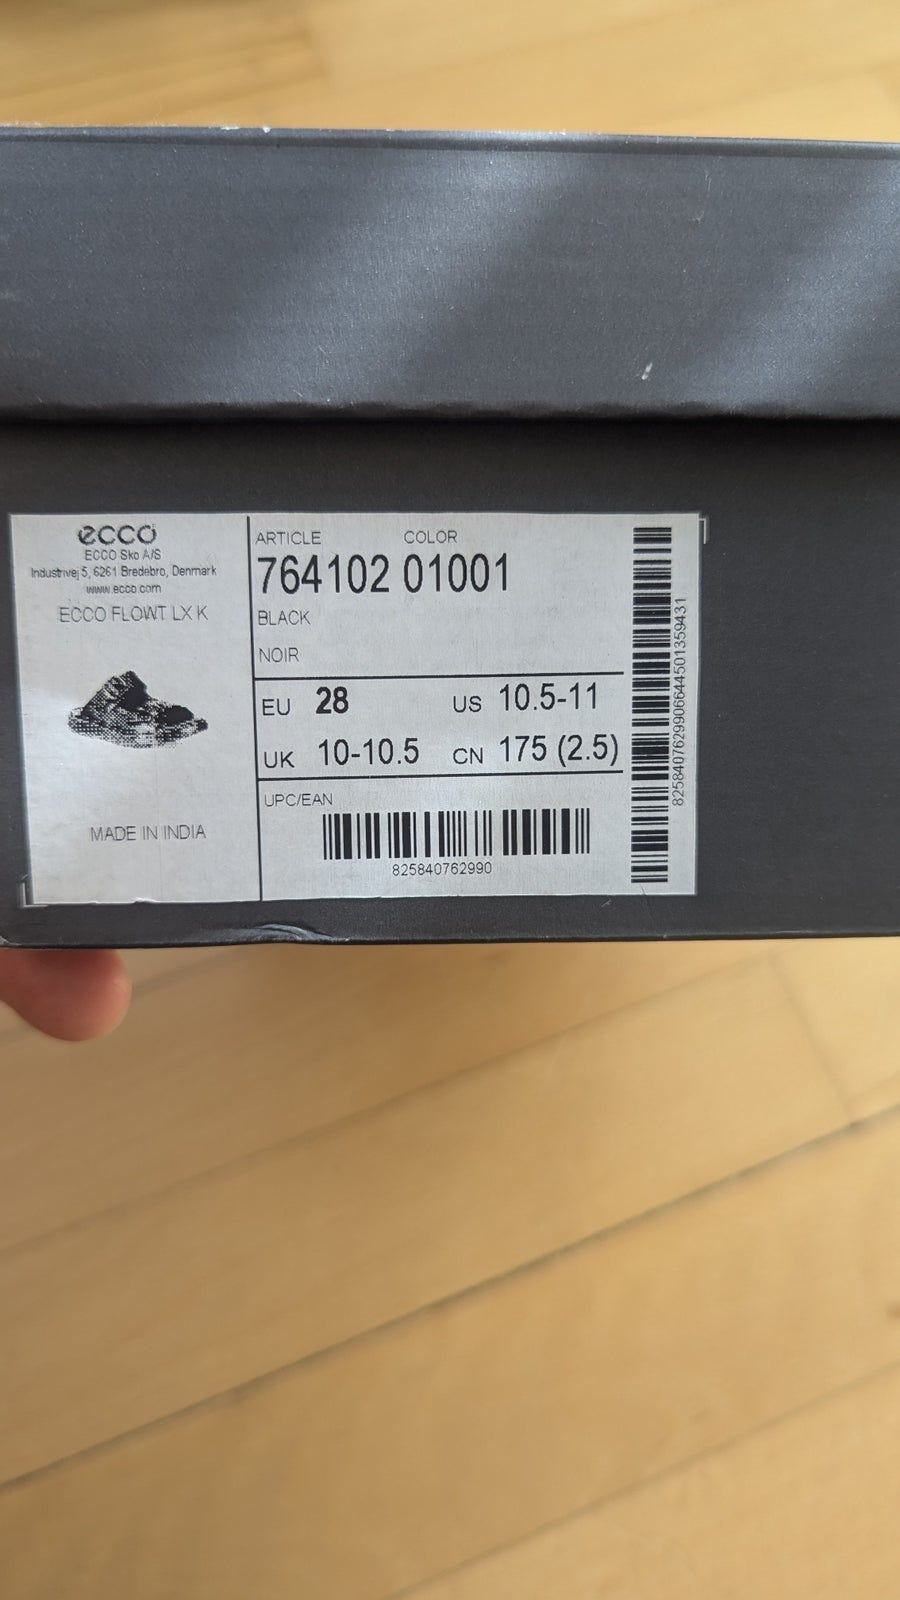 ecco
ECCO Sko A/S
Industrivej 5, 6261 Bredebro, Denmark
www.ecco.com
ECCO FLOWT LX K
MADE IN INDIA
ARTICLE COLOR
764102 01001
BLACK
NOIR
EU 28 US 10.5-11
UK 10-10.5 CN 175 (2.5)
UPC/EAN
825840762990
8258407629906644501359431